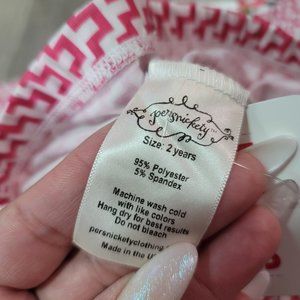 persnickety™
Size: 2 years
95% Polyester
5% Spandex
Machine wash cold
with like colors
Hang dry for best results
Do not bleach
persnicketyclothing
Made in the